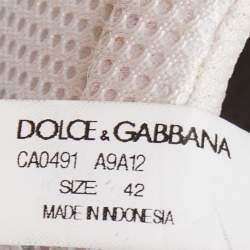 DOLCE & GABBANA
CA0491 A9A12
SIZE: 42
MADE IN INDONESIA